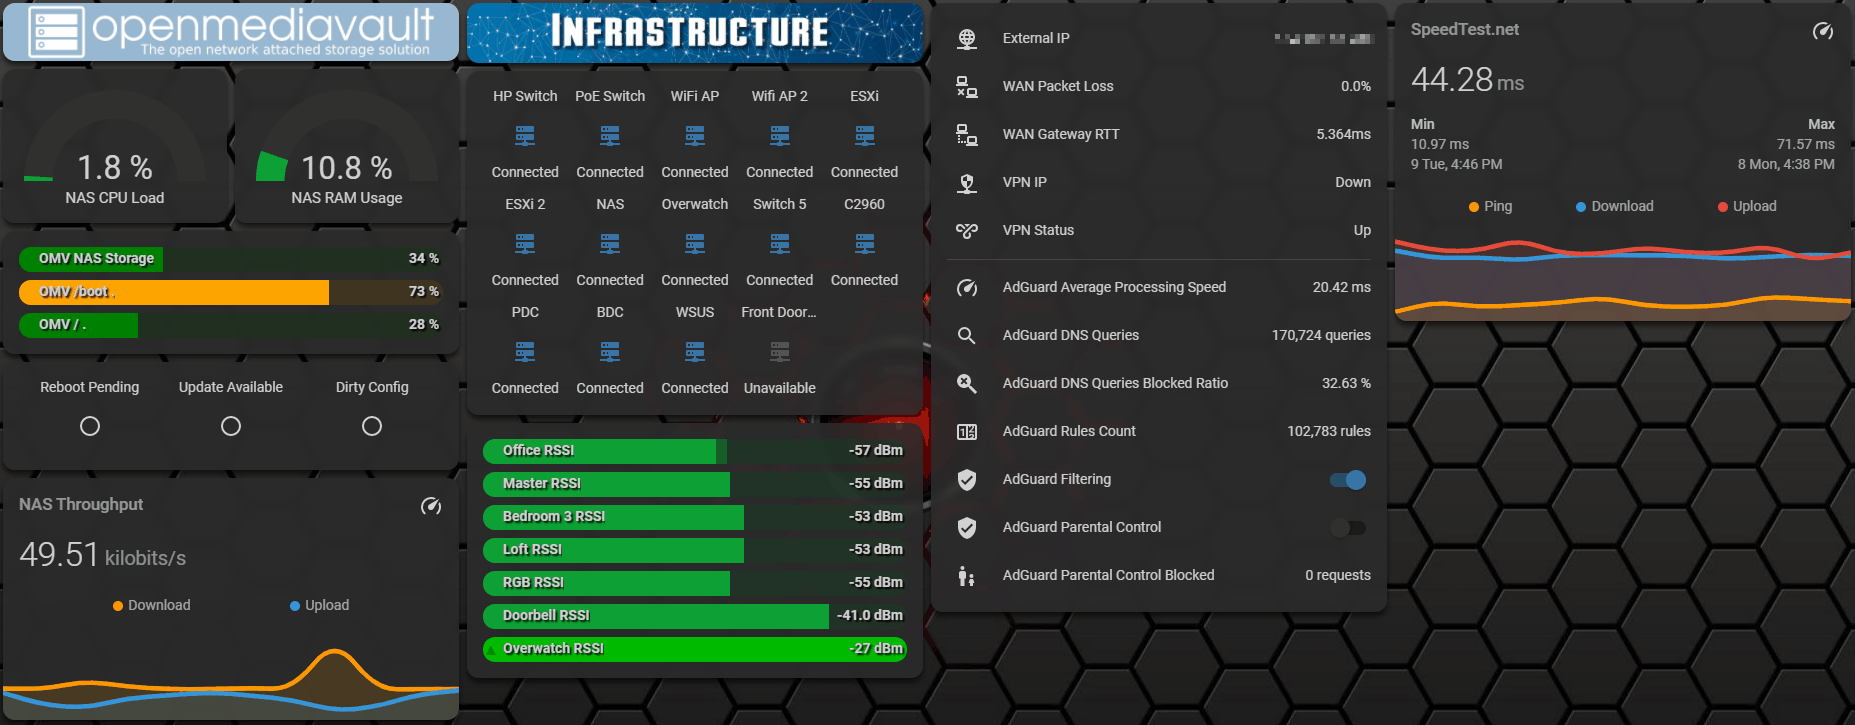 openmediavault
The open network attached storage solution
1.8 %
NAS CPU Load
10.8 %
NAS RAM Usage
OMV NAS Storage 34 %
OMV /boot . 73 %
OMV / . 28 %
Reboot Pending Update Available Dirty Config
NAS Throughput
49.51 kilobits/s
Download Upload
INFRASTRUCTURE
HP Switch PoE Switch WiFi AP Wifi AP 2 ESXi
Connected Connected Connected Connected Connected
ESXi 2 NAS Overwatch Switch 5 C2960
Connected Connected Connected Connected Connected
PDC BDC WSUS Front Door...
Connected Connected Connected Unavailable
Office RSSI -57 dBm
Master RSSI -55 dBm
Bedroom 3 RSSI -53 dBm
Loft RSSI -53 dBm
RGB RSSI -55 dBm
Doorbell RSSI -41.0 dBm
Overwatch RSSI -27 dBm
External IP
WAN Packet Loss 0.0%
WAN Gateway RTT 5.364ms
VPN IP Down
VPN Status Up
AdGuard Average Processing Speed 20.42 ms
AdGuard DNS Queries 170,724 queries
AdGuard DNS Queries Blocked Ratio 32.63 %
AdGuard Rules Count 102,783 rules
AdGuard Filtering
AdGuard Parental Control
AdGuard Parental Control Blocked 0 requests
SpeedTest.net
44.28 ms
Min Max
10.97 ms 71.57 ms
9 Tue, 4:46 PM 8 Mon, 4:38 PM
Ping Download Upload